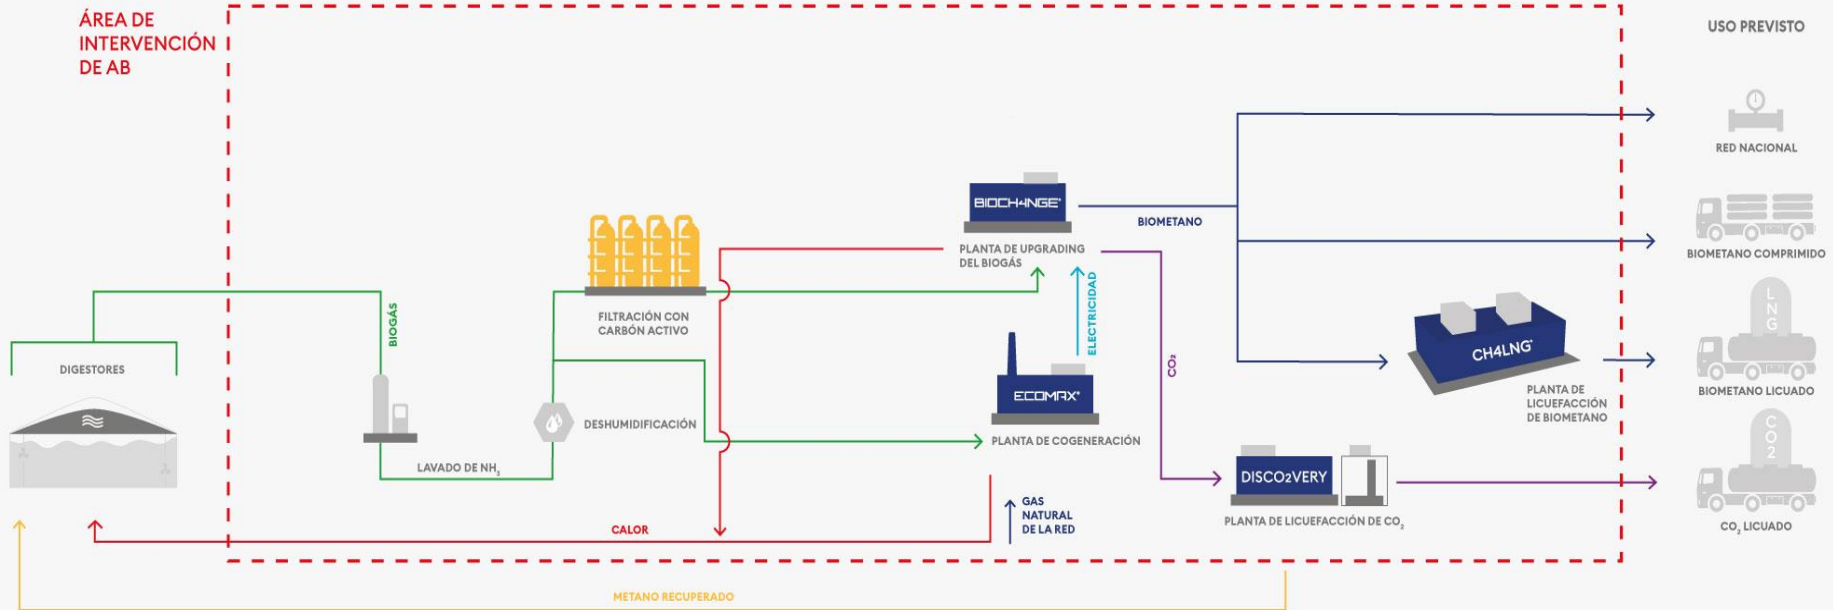 ÁREA DE
INTERVENCIÓN
DE AB
USO PREVISTO
RED NACIONAL
BIOCH4NGE®
BIOMETANO
PLANTA DE UPGRADING
DEL BIOGÁS
BIOMETANO COMPRIMIDO
BIOGÁS
FILTRACIÓN CON
CARBÓN ACTIVO
ELECTRICIDAD
LNG
CH4LNG®
DIGESTORES
CO₂
ECOMAX®
PLANTA DE
LICUEFACCIÓN
DE BIOMETANO
BIOMETANO LICUADO
DESHUMIDIFICACIÓN
PLANTA DE COGENERACIÓN
CO2
LAVADO DE NH₃
DISCO2VERY
GAS
NATURAL
DE LA RED
PLANTA DE LICUEFACCIÓN DE CO₂
CO₂ LICUADO
CALOR
METANO RECUPERADO